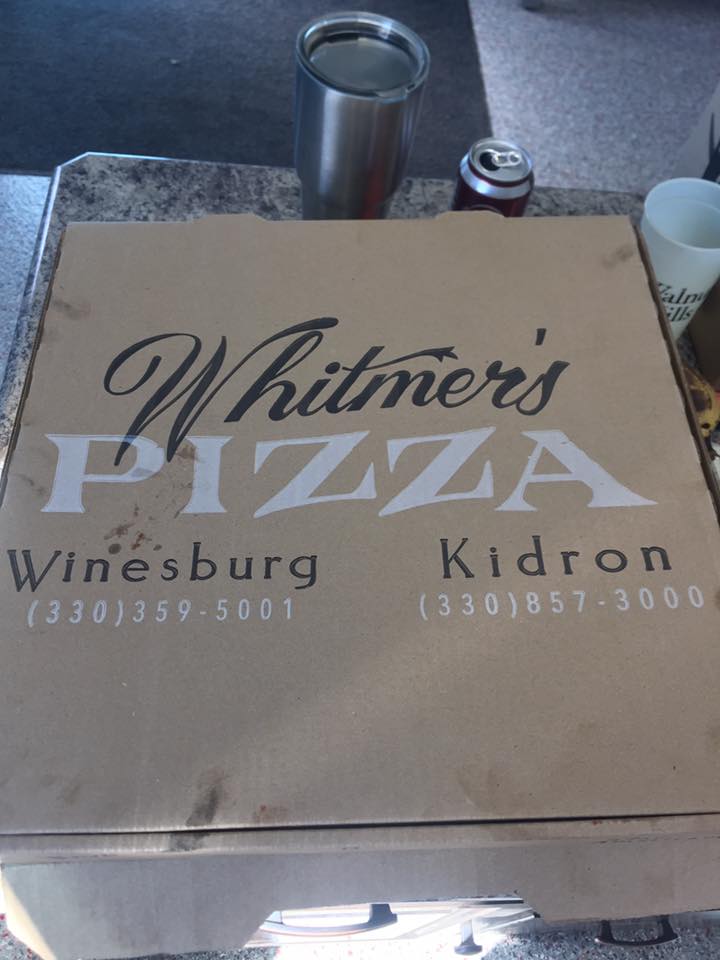 Whitmer's
PIZZA
Winesburg
(330)359-5001
Kidron
(330)857-3000